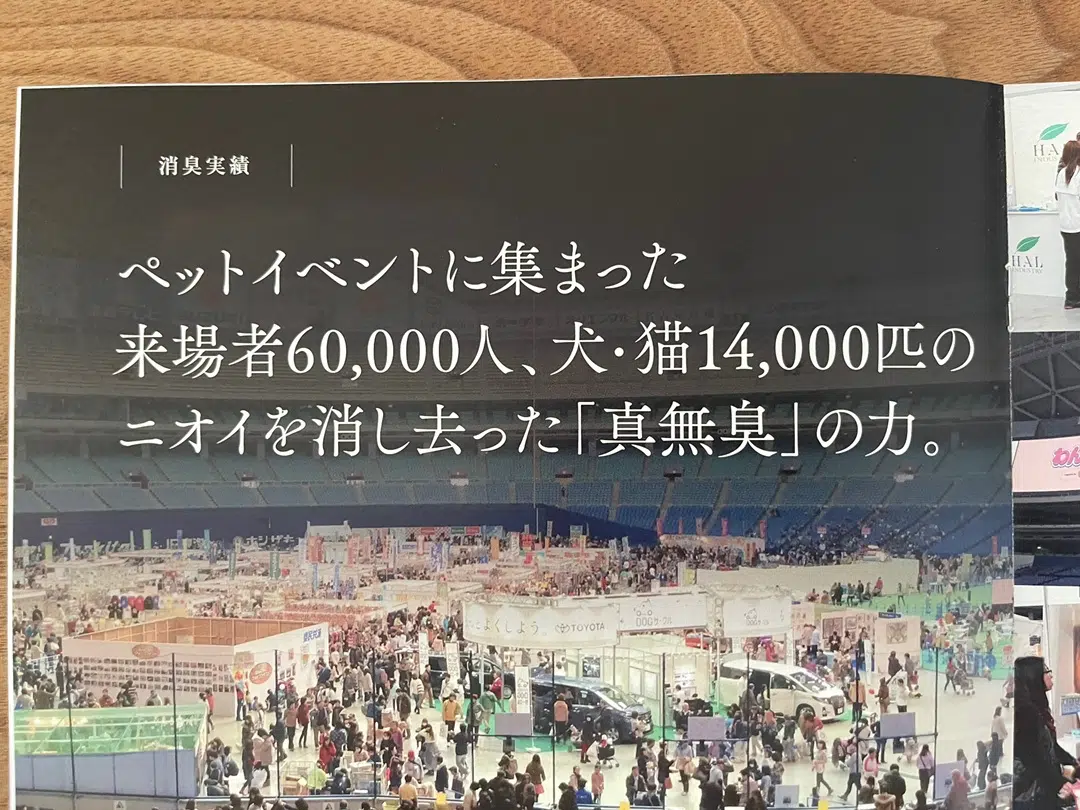 消臭実績
ペットイベントに集まった
来場者60,000人、犬・猫14,000匹の
ニオイを消し去った「真無臭」の力。
HAL
INDUSTRY
よくしよう。
TOYOTA
DOGサークル
わん